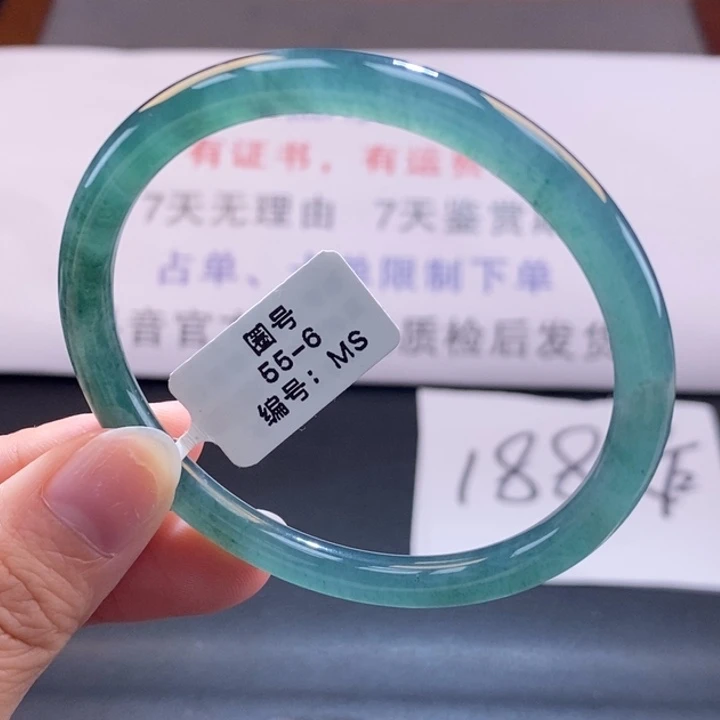 有证书，有运费
7天无理由 7天鉴赏
占单、限制下单
音官 质检后发货
圈号
55-6
编号：MS
1881